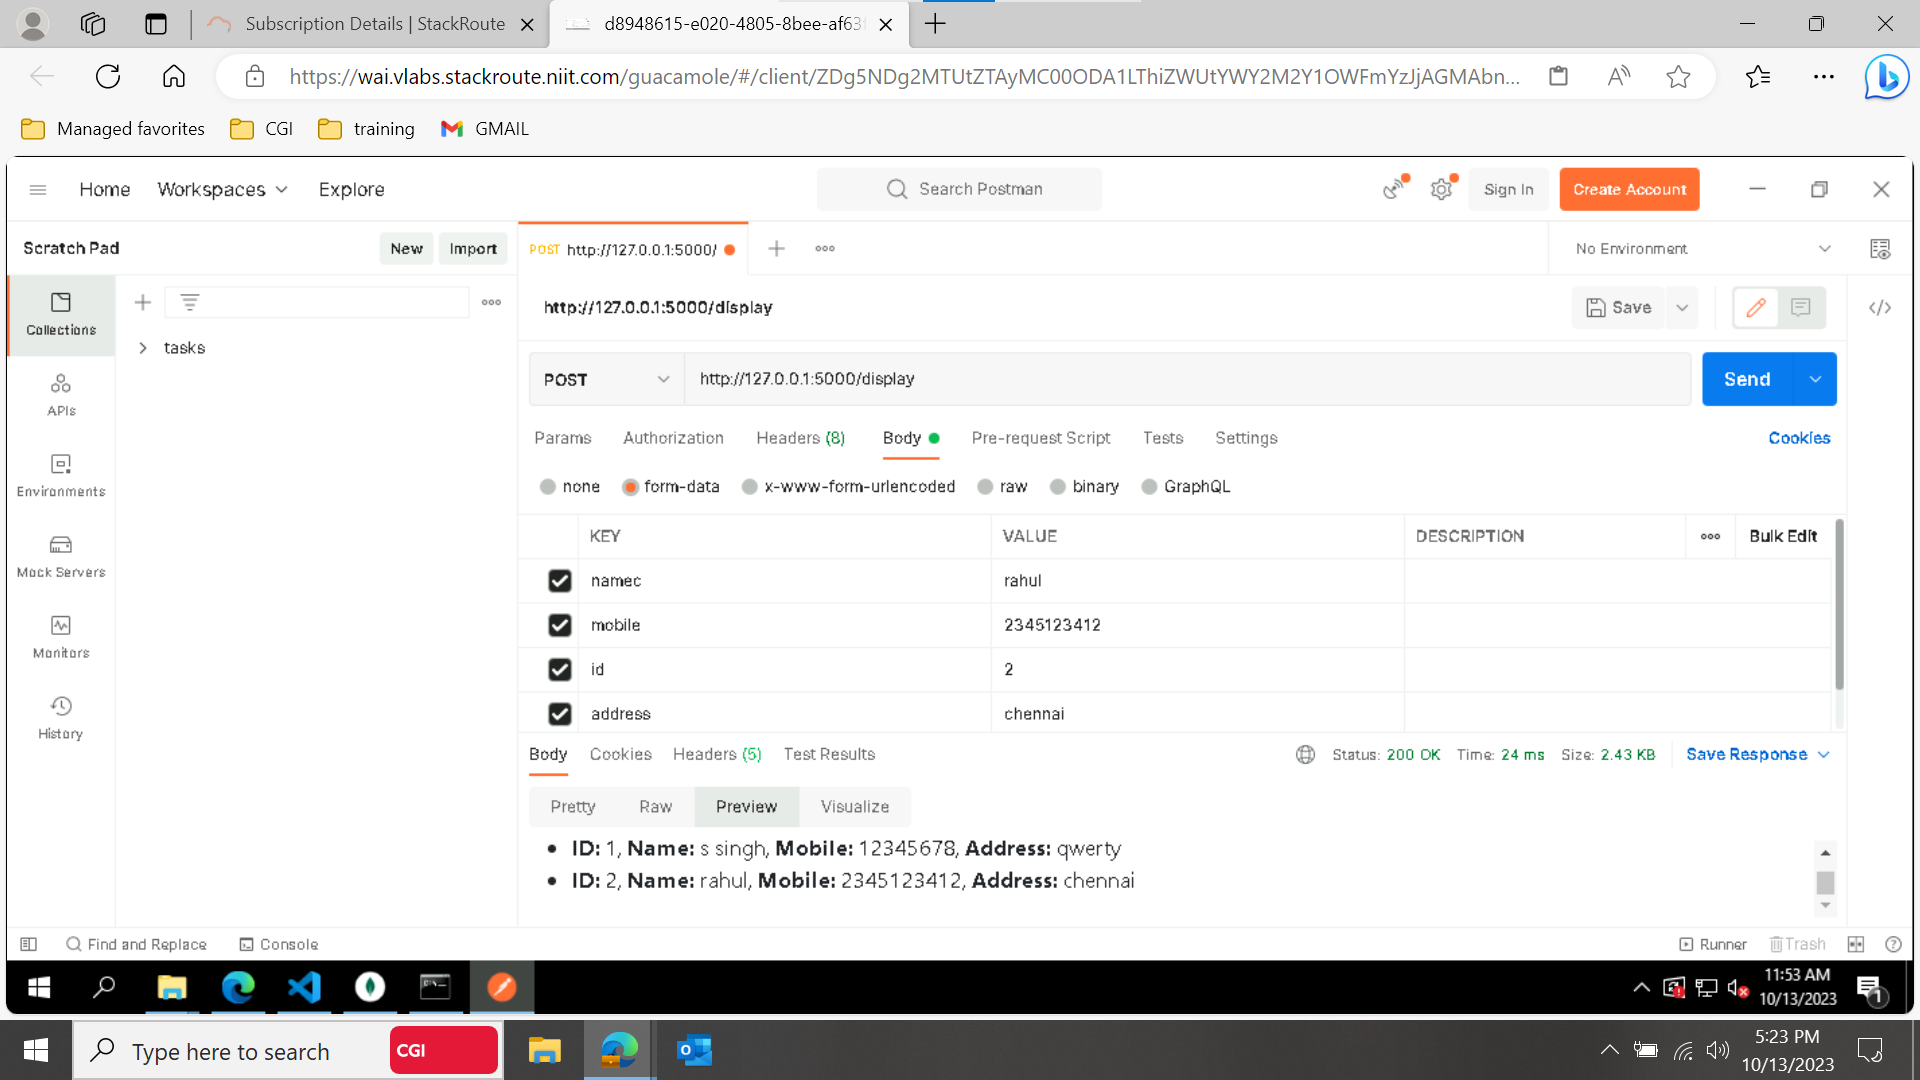 Subscription Details | StackRoute
d8948615-e020-4805-8bee-af63f
https://wai.vlabs.stackroute.niit.com/guacamole/#/client/ZDg5NDg2MTUtZTAyMC00ODA1LThiZWUtYWY2M2Y1OWFmYzJjAGMAbn...
Managed favorites
CGI
training
GMAIL
Home
Workspaces
Explore
Search Postman
Sign In
Create Account
Scratch Pad
New
Import
POST http://127.0.0.1:5000/
No Environment
Collections
tasks
http://127.0.0.1:5000/display
Save
POST
http://127.0.0.1:5000/display
Send
APIs
Params
Authorization
Headers (8)
Body
Pre-request Script
Tests
Settings
Cookies
Environments
none
form-data
x-www-form-urlencoded
raw
binary
GraphQL
KEY
VALUE
DESCRIPTION
Bulk Edit
Mock Servers
namec
rahul
mobile
2345123412
Monitors
id
2
address
chennai
History
Body
Cookies
Headers (5)
Test Results
Status: 200 OK
Time: 24 ms
Size: 2.43 KB
Save Response
Pretty
Raw
Preview
Visualize
ID: 1, Name: s singh, Mobile: 12345678, Address: qwerty
ID: 2, Name: rahul, Mobile: 2345123412, Address: chennai
Find and Replace
Console
Runner
Trash
11:53 AM
10/13/2023
1
Type here to search
CGI
5:23 PM
10/13/2023